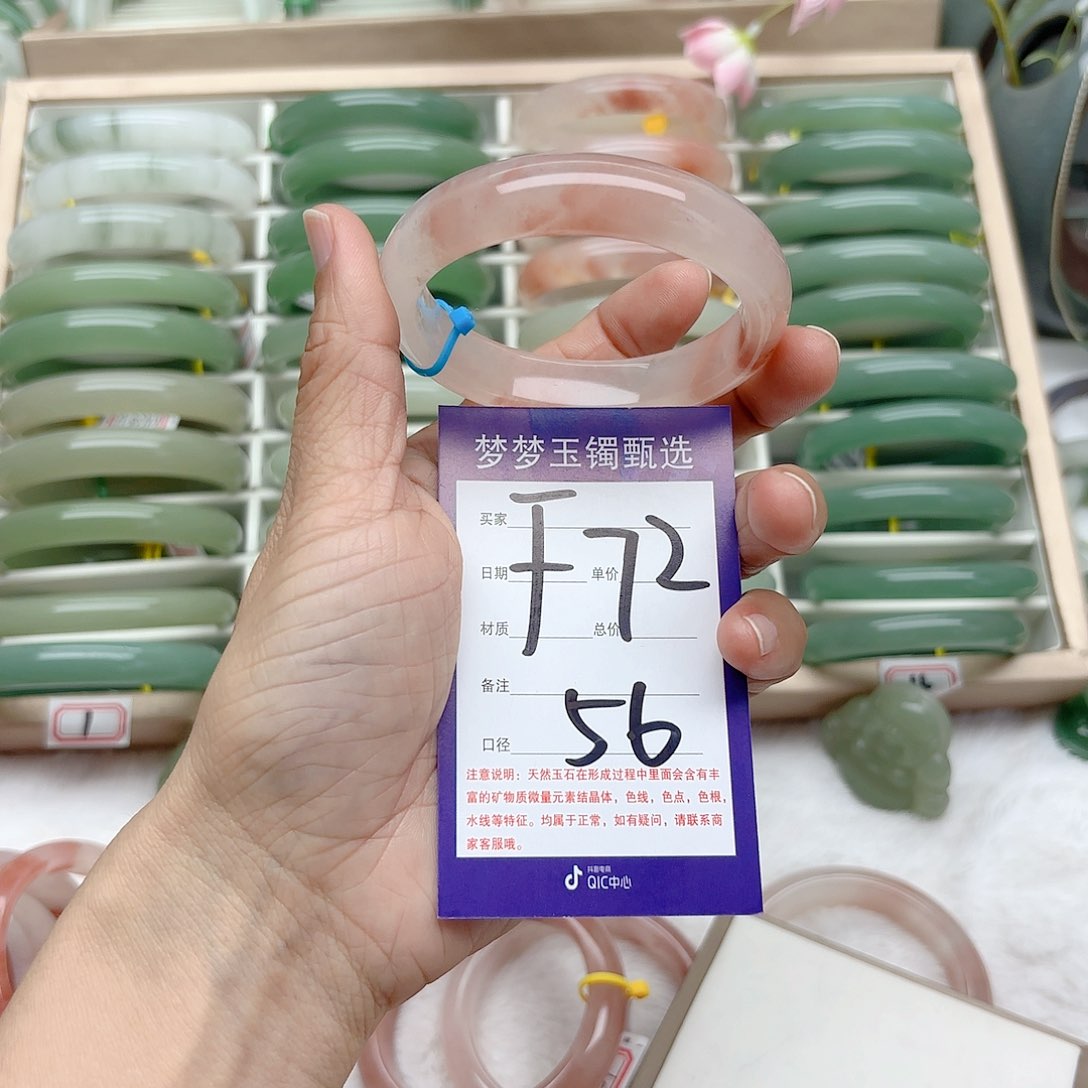 梦梦玉镯甄选
买家
F72
日期 单价
材质 总价
备注
口径 56
注意说明：天然玉石在形成过程中里面会含有丰
富的矿物质微量元素结晶体，色线，色点，色根，
水线等特征。均属于正常，如有疑问，请联系商
家客服哦。
抖音电商
QIC中心
1